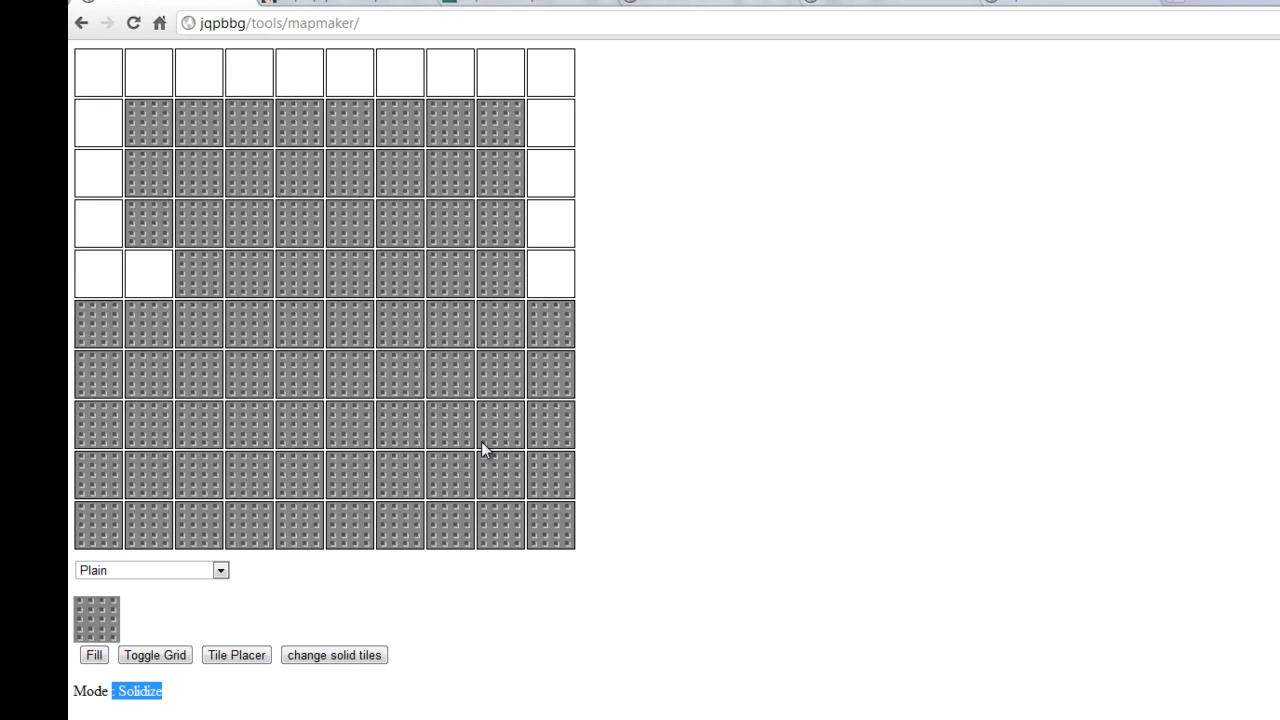 jqpbbg/tools/mapmaker/
Plain
Fill Toggle Grid Tile Placer change solid tiles
Mode : Solidize